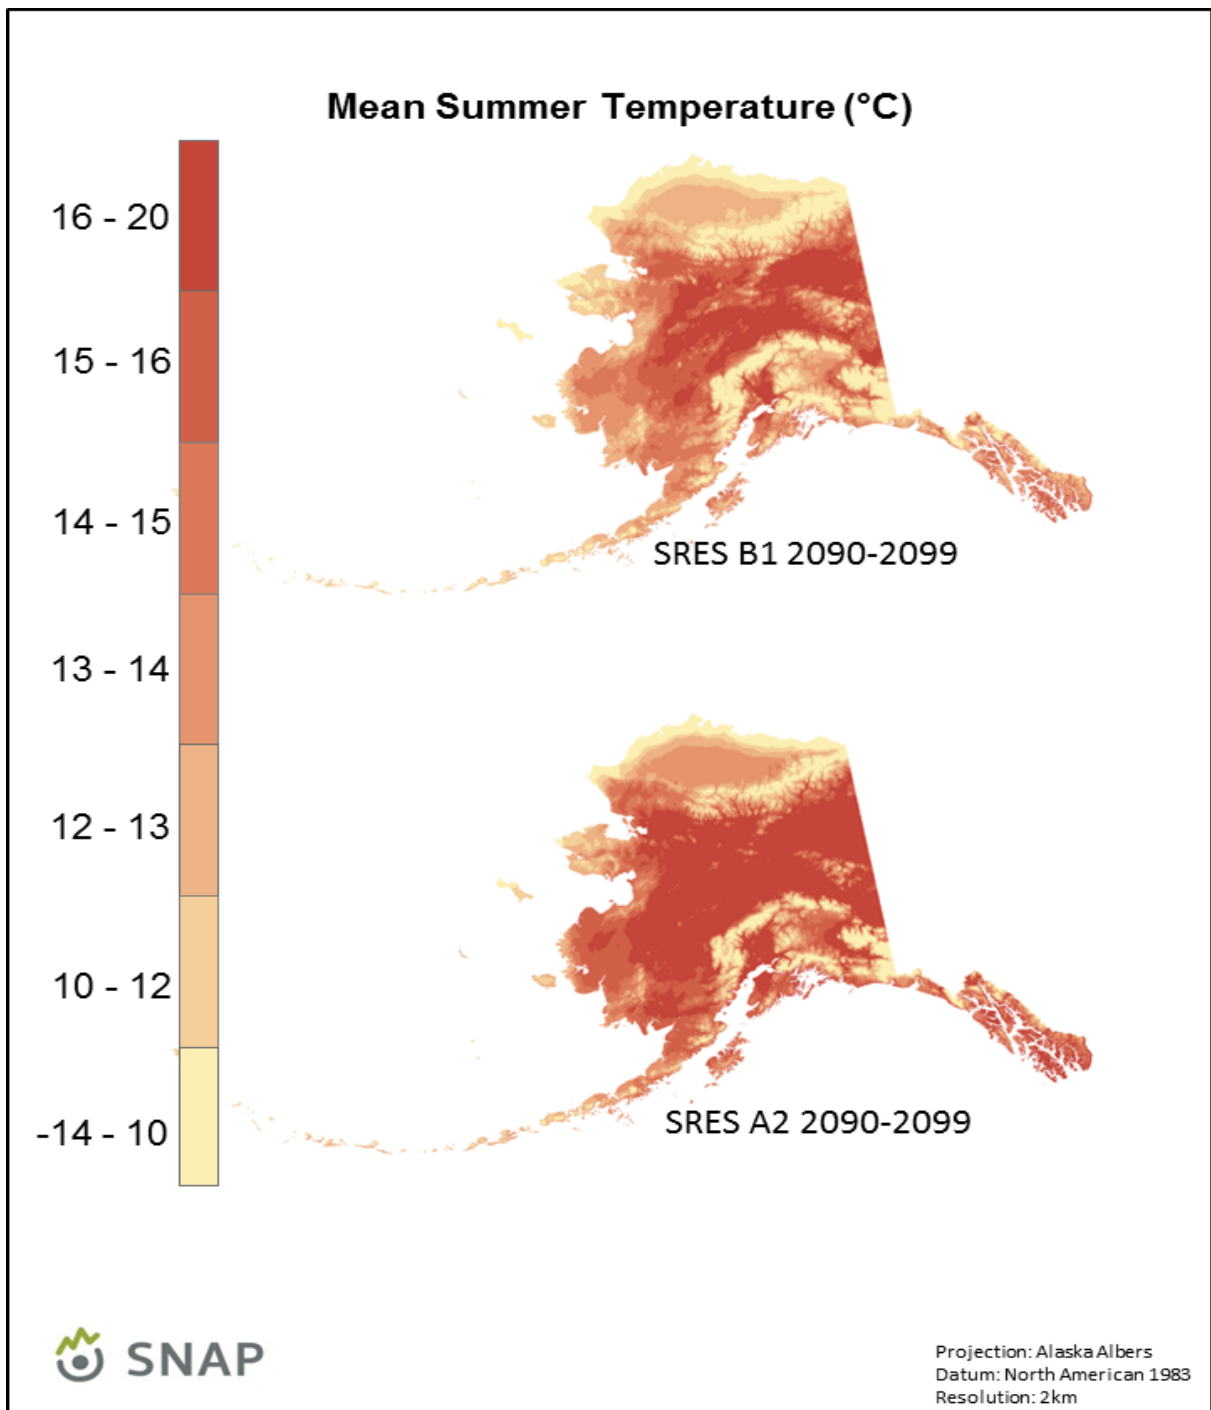 Mean Summer Temperature (°C)
16 - 20
15 - 16
14 - 15
13 - 14
12 - 13
10 - 12
-14 - 10
SRES B1 2090-2099
SRES A2 2090-2099
SNAP
Projection: Alaska Albers
Datum: North American 1983
Resolution: 2km